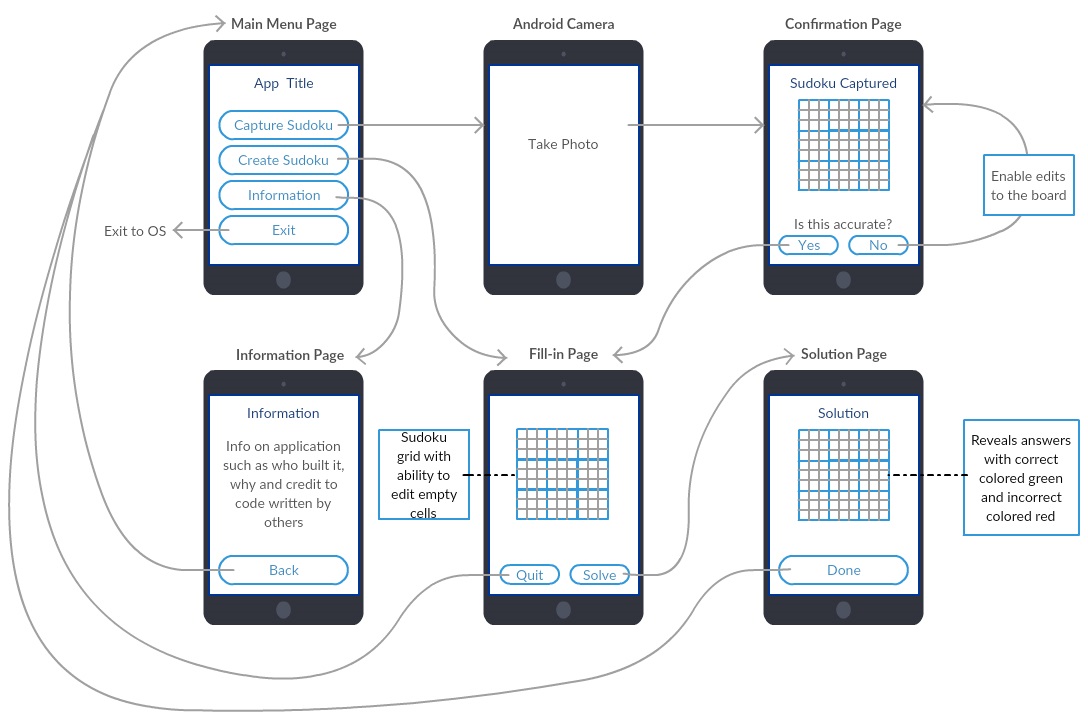 Main Menu Page
Android Camera
Confirmation Page
App Title
Capture Sudoku
Create Sudoku
Information
Exit
Exit to OS
Take Photo
Sudoku Captured
Is this accurate?
Yes
No
Enable edits
to the board
Information Page
Fill-in Page
Solution Page
Information
Info on application
such as who built it,
why and credit to
code written by
others
Back
Sudoku
grid with
ability to
edit empty
cells
Quit
Solve
Solution
Done
Reveals answers
with correct
colored green
and incorrect
colored red